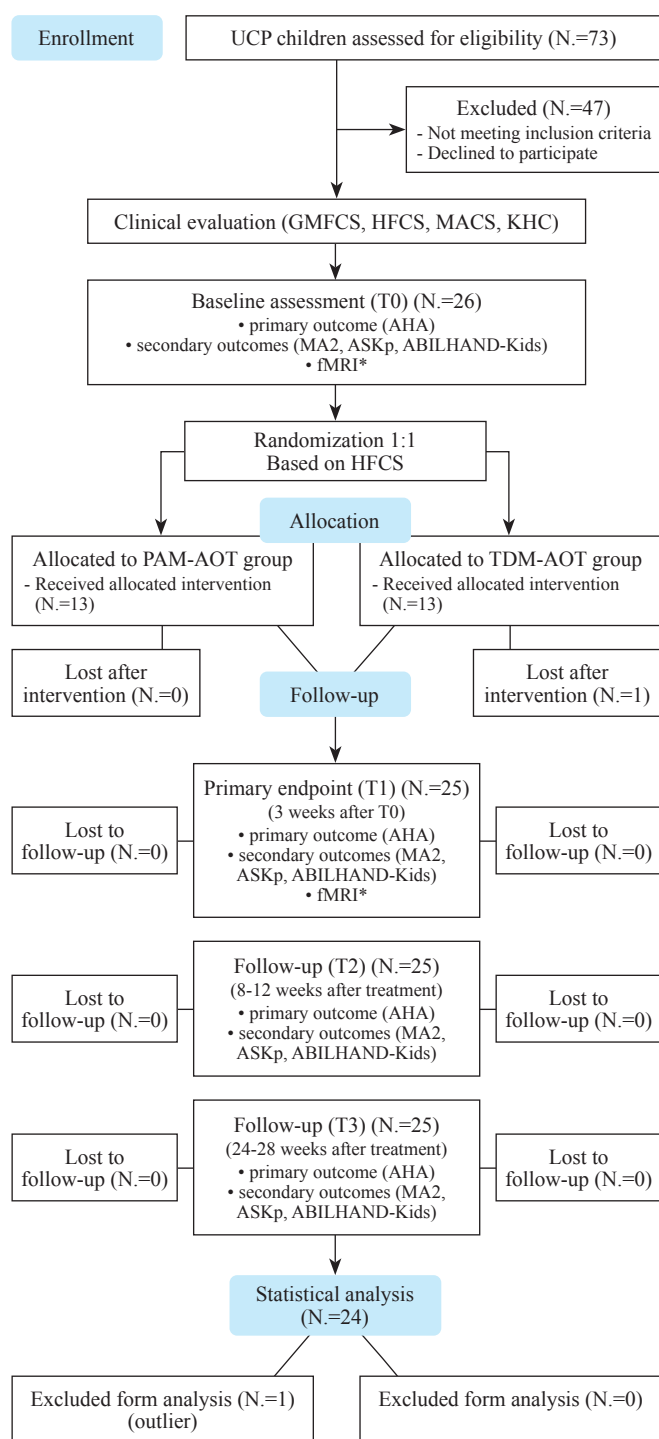 Enrollment
UCP children assessed for eligibility (N.=73)
Excluded (N.=47)
- Not meeting inclusion criteria
- Declined to participate
Clinical evaluation (GMFCS, HFCS, MACS, KHC)
Baseline assessment (T0) (N.=26)
• primary outcome (AHA)
• secondary outcomes (MA2, ASKp, ABILHAND-Kids)
• fMRI*
Randomization 1:1
Based on HFCS
Allocation
Allocated to PAM-AOT group
- Received allocated intervention
(N.=13)
Allocated to TDM-AOT group
- Received allocated intervention
(N.=13)
Lost after
intervention (N.=0)
Lost after
intervention (N.=1)
Follow-up
Primary endpoint (T1) (N.=25)
(3 weeks after T0)
• primary outcome (AHA)
• secondary outcomes (MA2,
ASKp, ABILHAND-Kids)
• fMRI*
Lost to
follow-up (N.=0)
Lost to
follow-up (N.=0)
Follow-up (T2) (N.=25)
(8-12 weeks after treatment)
• primary outcome (AHA)
• secondary outcomes (MA2,
ASKp, ABILHAND-Kids)
Lost to
follow-up (N.=0)
Lost to
follow-up (N.=0)
Follow-up (T3) (N.=25)
(24-28 weeks after treatment)
• primary outcome (AHA)
• secondary outcomes (MA2,
ASKp, ABILHAND-Kids)
Lost to
follow-up (N.=0)
Lost to
follow-up (N.=0)
Statistical analysis
(N.=24)
Excluded form analysis (N.=1)
(outlier)
Excluded form analysis (N.=0)